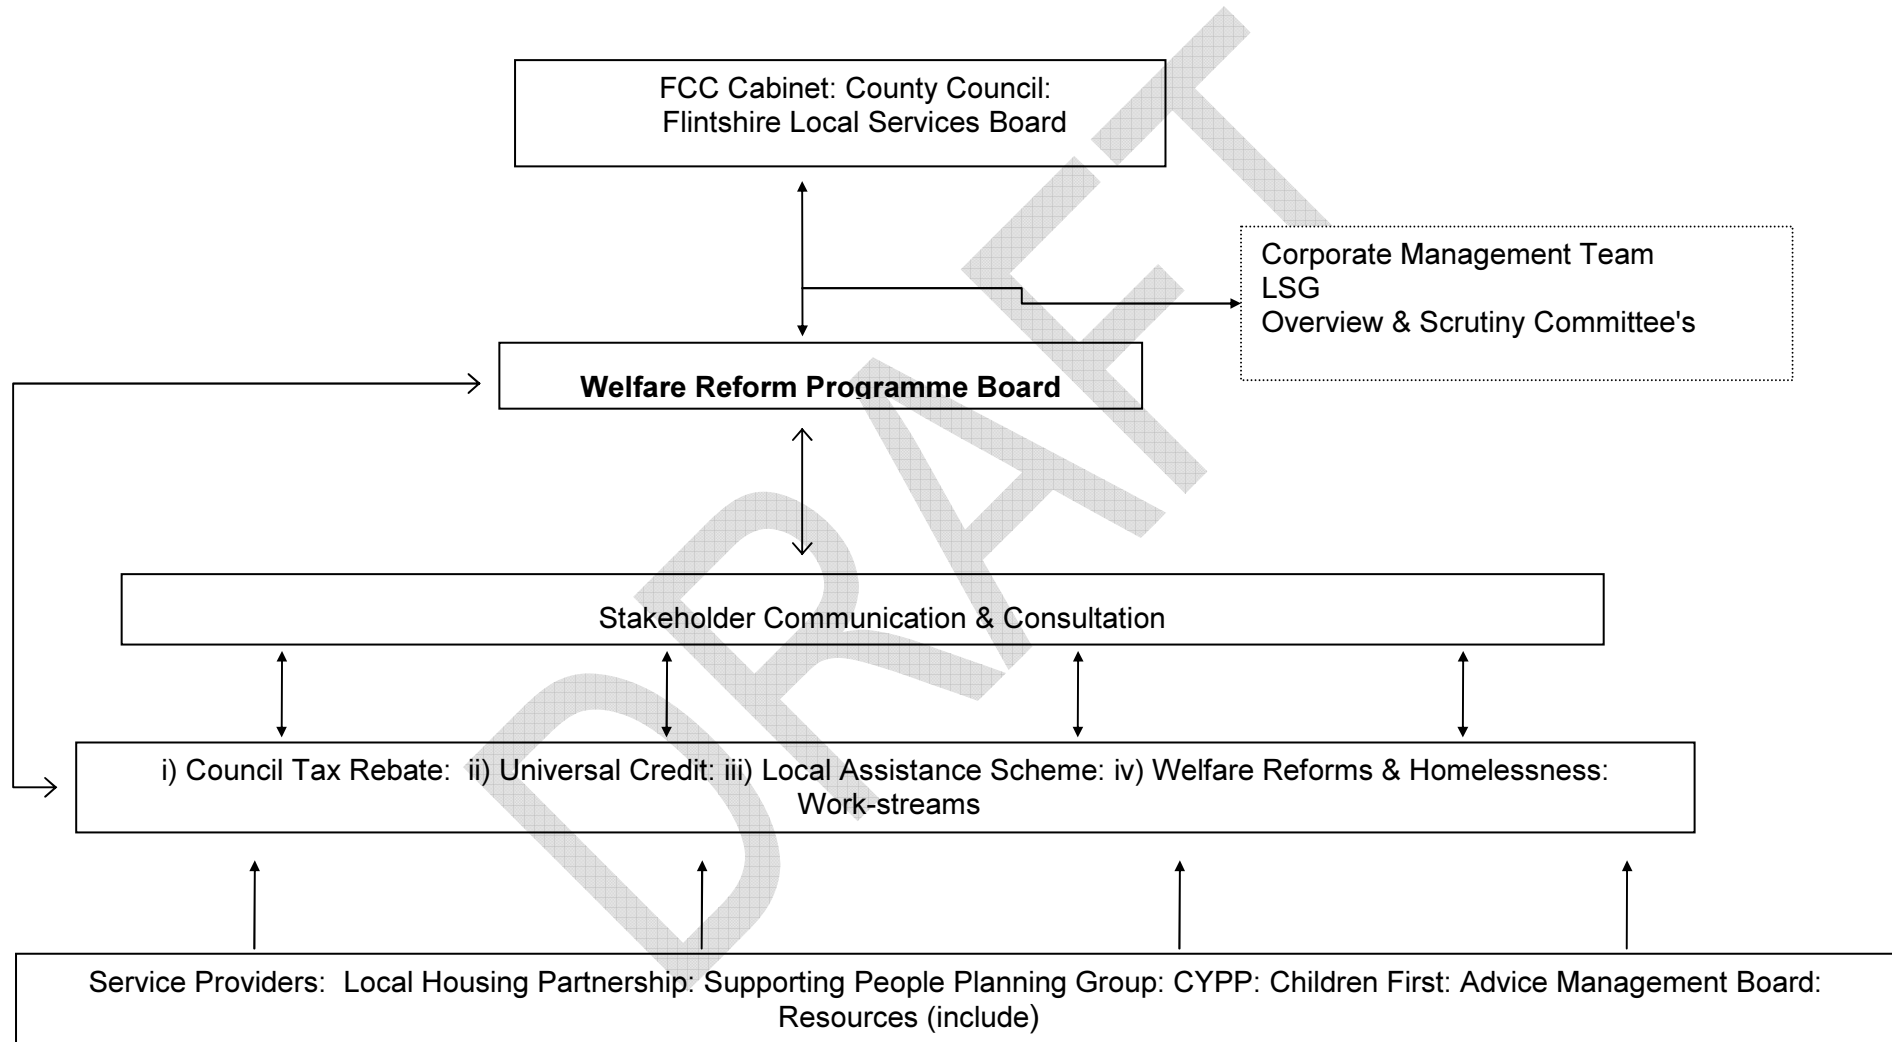 FCC Cabinet: County Council:
Flintshire Local Services Board
Corporate Management Team
LSG
Overview & Scrutiny Committee's
Welfare Reform Programme Board
Stakeholder Communication & Consultation
i) Council Tax Rebate: ii) Universal Credit: iii) Local Assistance Scheme: iv) Welfare Reforms & Homelessness:
Work-streams
Service Providers: Local Housing Partnership: Supporting People Planning Group: CYPP: Children First: Advice Management Board:
Resources (include)
DRAFT